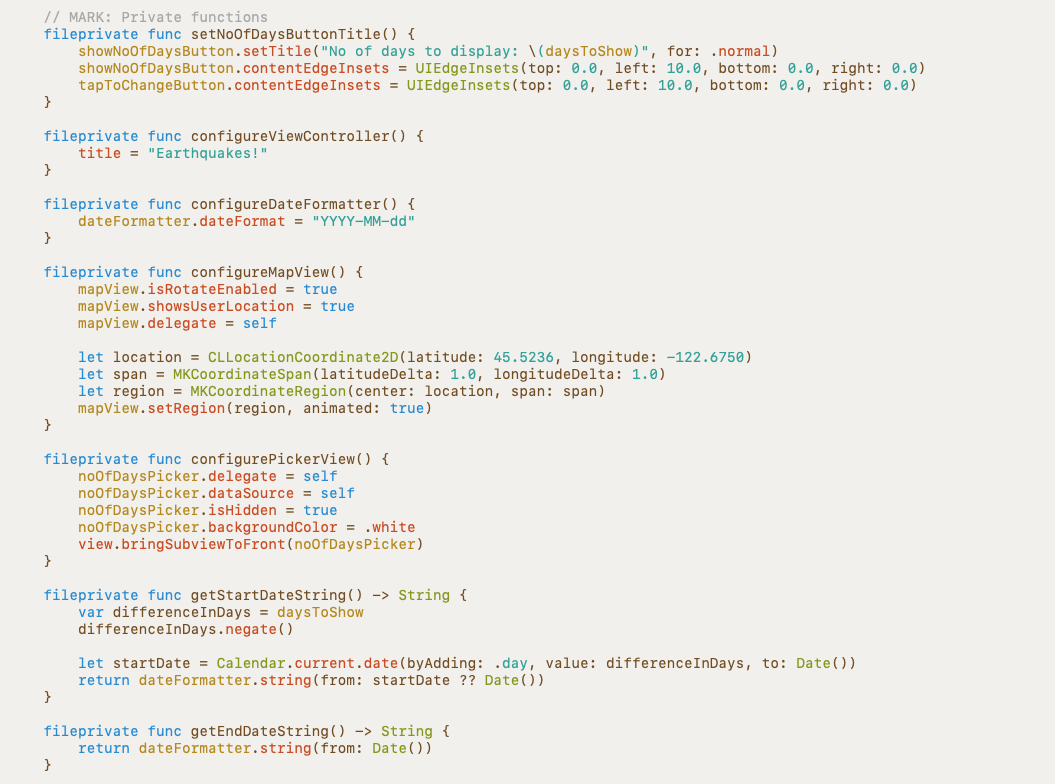 // MARK: Private functions
fileprivate func setNoOfDaysButtonTitle() {
    showNoOfDaysButton.setTitle("No of days to display: \(daysToShow)", for: .normal)
    showNoOfDaysButton.contentEdgeInsets = UIEdgeInsets(top: 0.0, left: 10.0, bottom: 0.0, right: 0.0)
    tapToChangeButton.contentEdgeInsets = UIEdgeInsets(top: 0.0, left: 10.0, bottom: 0.0, right: 0.0)
}

fileprivate func configureViewController() {
    title = "Earthquakes!"
}

fileprivate func configureDateFormatter() {
    dateFormatter.dateFormat = "YYYY-MM-dd"
}

fileprivate func configureMapView() {
    mapView.isRotateEnabled = true
    mapView.showsUserLocation = true
    mapView.delegate = self

    let location = CLLocationCoordinate2D(latitude: 45.5236, longitude: -122.6750)
    let span = MKCoordinateSpan(latitudeDelta: 1.0, longitudeDelta: 1.0)
    let region = MKCoordinateRegion(center: location, span: span)
    mapView.setRegion(region, animated: true)
}

fileprivate func configurePickerView() {
    noOfDaysPicker.delegate = self
    noOfDaysPicker.dataSource = self
    noOfDaysPicker.isHidden = true
    noOfDaysPicker.backgroundColor = .white
    view.bringSubviewToFront(noOfDaysPicker)
}

fileprivate func getStartDateString() -> String {
    var differenceInDays = daysToShow
    differenceInDays.negate()

    let startDate = Calendar.current.date(byAdding: .day, value: differenceInDays, to: Date())
    return dateFormatter.string(from: startDate ?? Date())
}

fileprivate func getEndDateString() -> String {
    return dateFormatter.string(from: Date())
}